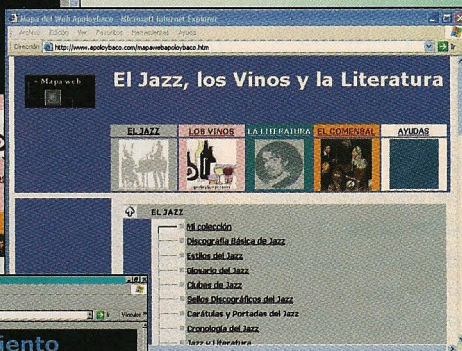 Mapa del Web Apoloybaco - Microsoft Internet Explorer
Archivo Edición Ver Favoritos Herramientas Ayuda
Dirección http://www.apoloybaco.com/mapawebapoloybaco.htm Ir
Mapa web
El Jazz, los Vinos y la Literatura
EL JAZZ LOS VINOS LA LITERATURA EL COMENSAL AYUDAS
EL JAZZ
Mi colección
Discografía Básica de Jazz
Estilos del Jazz
Glosario del Jazz
Clubes de Jazz
Sellos Discográficos del Jazz
Carátulas y Portadas del Jazz
Cronología del Jazz
Jazz y Literatura
Ir Vínculos
iento